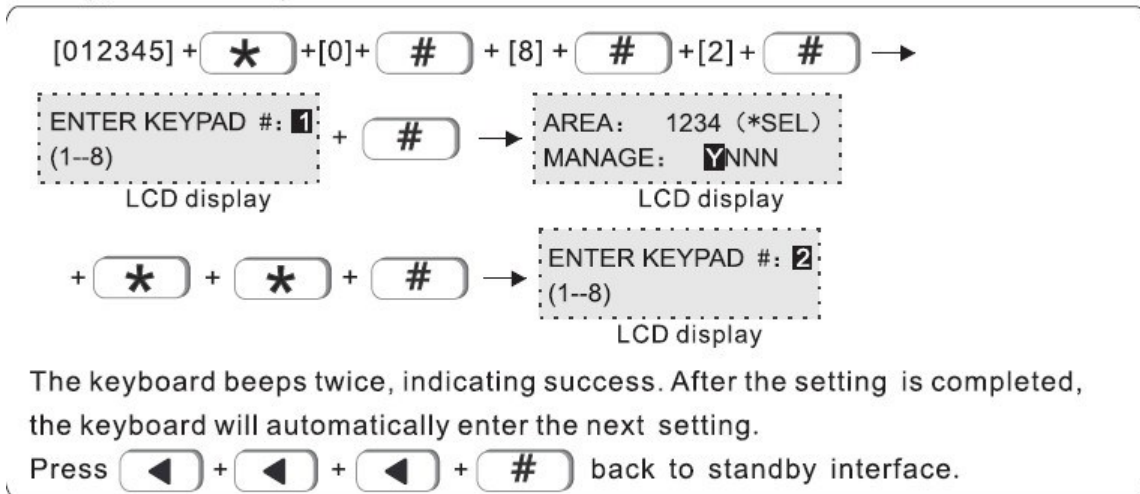 [012345] + * +[0]+ # + [8] + # +[2]+ # →
ENTER KEYPAD #: 1
(1--8)
+ # →
AREA: 1234 (*SEL)
MANAGE: YNNN
LCD display
LCD display
+ * + * + # →
ENTER KEYPAD #: 2
(1--8)
LCD display
The keyboard beeps twice, indicating success. After the setting is completed,
the keyboard will automatically enter the next setting.
Press ◀ + ◀ + ◀ + # back to standby interface.